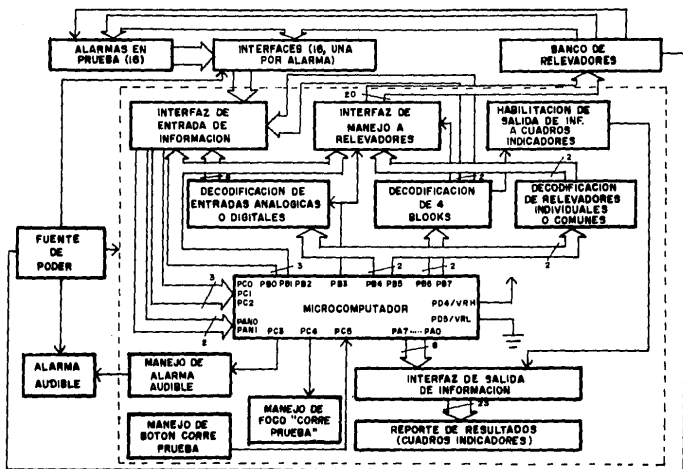 ALARMAS EN
PRUEBA (16)
INTERFACES (16, UNA
POR ALARMA)
BANCO DE
RELEVADORES
20
INTERFAZ DE
ENTRADA DE
INFORMACION
INTERFAZ DE
MANEJO A
RELEVADORES
HABILITACION DE
SALIDA DE INF.
A CUADROS
INDICADORES
2
2
DECODIFICACION DE
ENTRADAS ANALOGICAS
O DIGITALES
DECODIFICACION
DE 4
BLOOKS
DECODIFICACION
DE RELEVADORES
INDIVIDUALES
O COMUNES
FUENTE
DE
PODER
3
2
2
2
3
PC0
PC1
PC2
PB0 PB1 PB2
PB3
PB4 PB5
PB6 PB7
MICROCOMPUTADOR
PD4/VRH
PD5/VRL
2
PAN0
PAN1
PC3
PC4
PC5
PA7.....PA0
8
ALARMA
AUDIBLE
MANEJO DE
ALARMA
AUDIBLE
INTERFAZ DE SALIDA
DE INFORMACION
23
MANEJO DE
FOCO "CORRE
PRUEBA"
MANEJO DE
BOTON CORRE
PRUEBA
REPORTE DE RESULTADOS
(CUADROS INDICADORES)